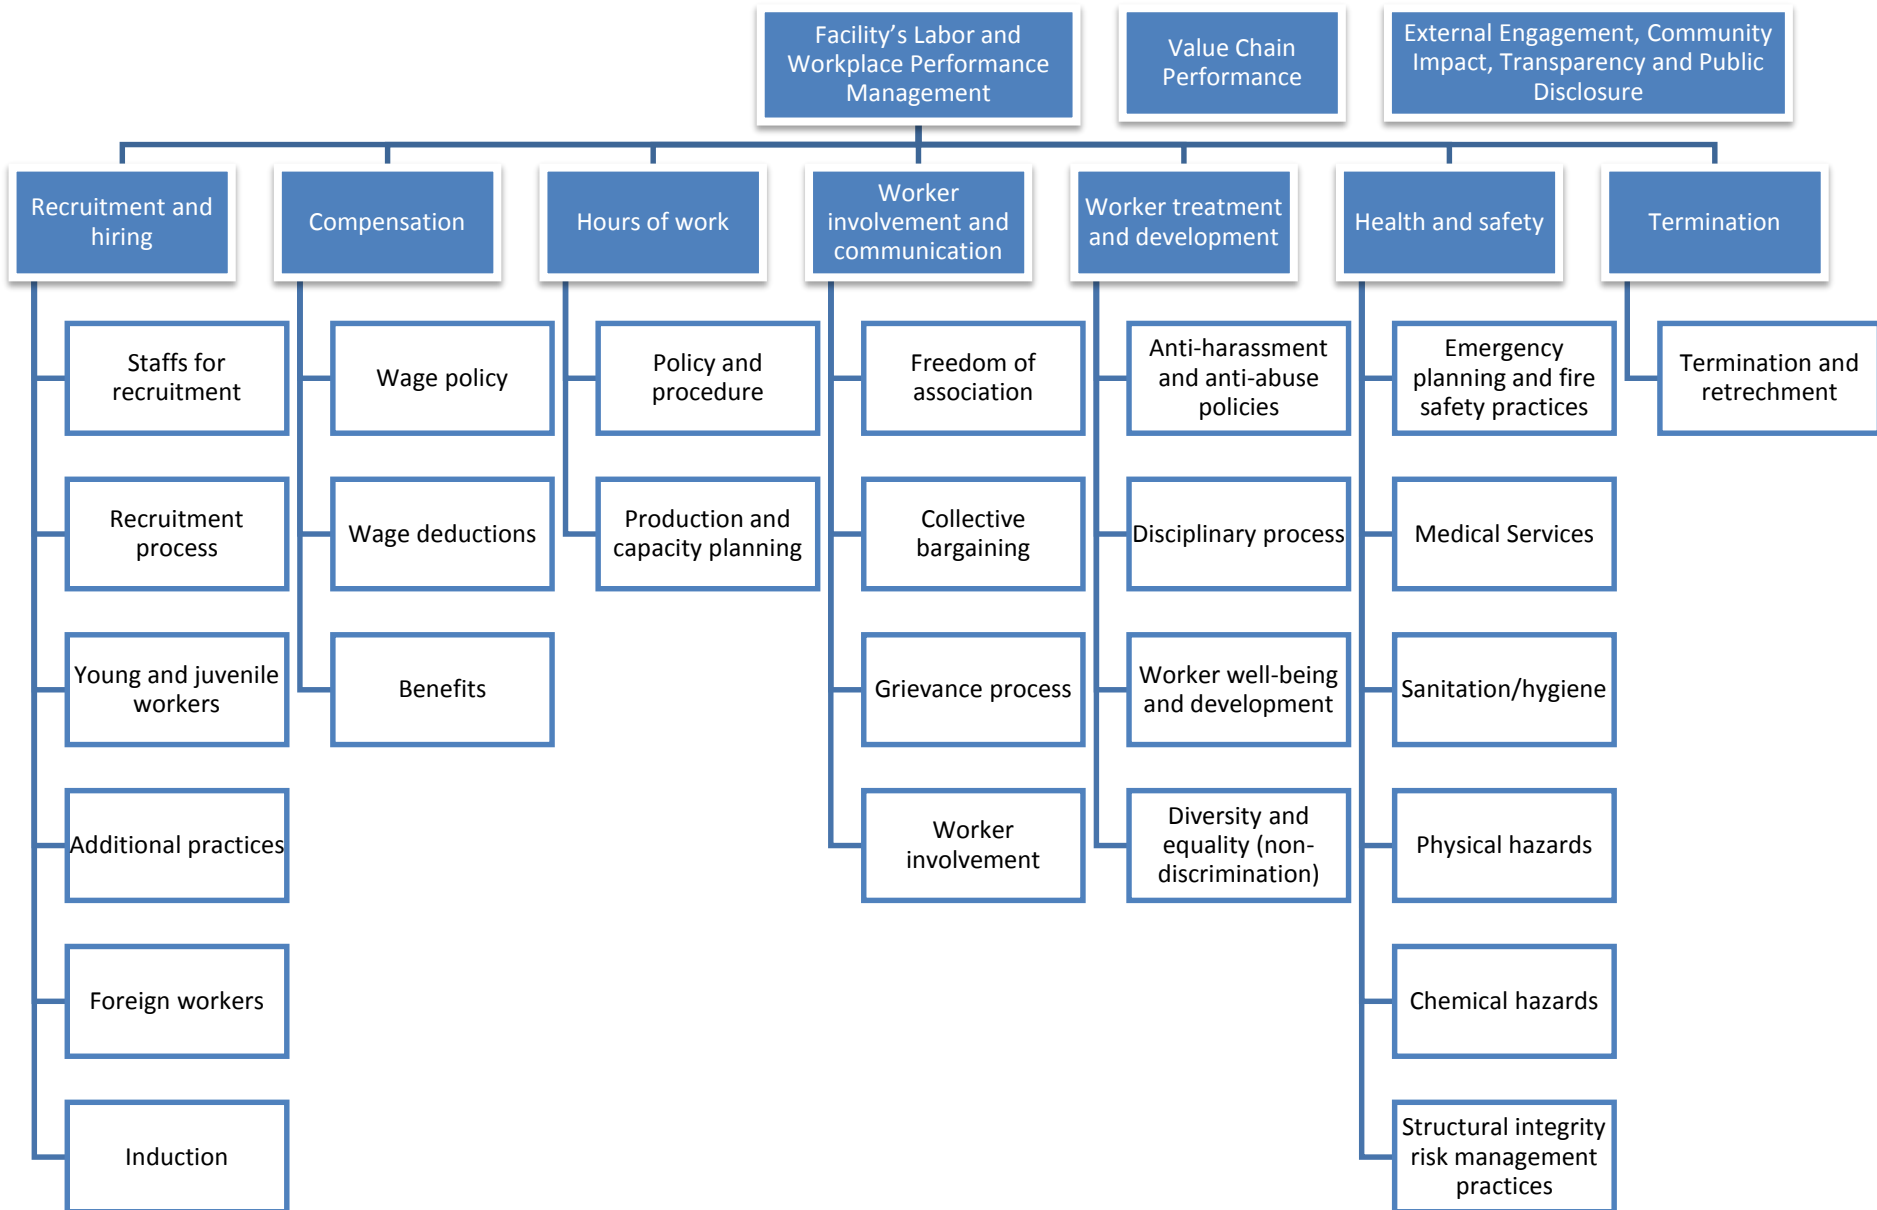 Facility’s Labor and
Workplace Performance
Management
Value Chain
Performance
External Engagement, Community
Impact, Transparency and Public
Disclosure
Recruitment and
hiring
Compensation
Hours of work
Worker
involvement and
communication
Worker treatment
and development
Health and safety
Termination
Staffs for
recruitment
Recruitment
process
Young and juvenile
workers
Additional practices
Foreign workers
Induction
Wage policy
Wage deductions
Benefits
Policy and
procedure
Production and
capacity planning
Freedom of
association
Collective
bargaining
Grievance process
Worker
involvement
Anti-harassment
and anti-abuse
policies
Disciplinary process
Worker well-being
and development
Diversity and
equality (non-
discrimination)
Emergency
planning and fire
safety practices
Medical Services
Sanitation/hygiene
Physical hazards
Chemical hazards
Structural integrity
risk management
practices
Termination and
retrechment